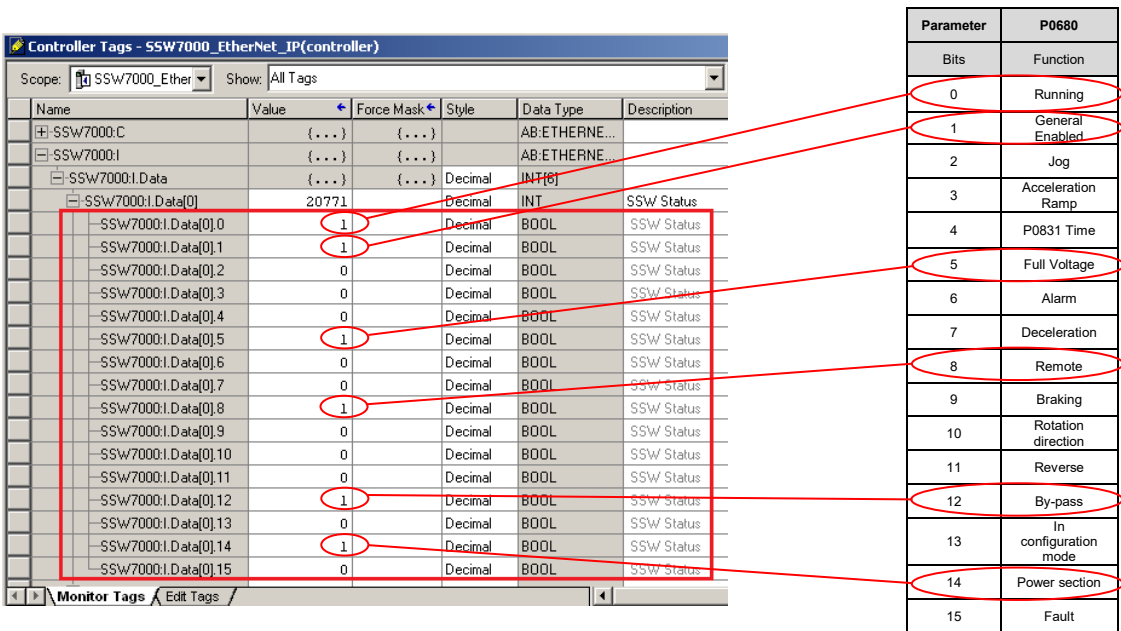 Controller Tags - SSW7000_EtherNet_IP(controller)
Scope: SSW7000_Ether Show: All Tags
Name Value Force Mask Style Data Type Description
SSW7000:C {...} {...} AB:ETHERNE...
SSW7000:I {...} {...} AB:ETHERNE...
SSW7000:I.Data {...} {...} Decimal INT[6]
SSW7000:I.Data[0] 20771 Decimal INT SSW Status
SSW7000:I.Data[0].0 1 Decimal BOOL SSW Status
SSW7000:I.Data[0].1 1 Decimal BOOL SSW Status
SSW7000:I.Data[0].2 0 Decimal BOOL SSW Status
SSW7000:I.Data[0].3 0 Decimal BOOL SSW Status
SSW7000:I.Data[0].4 0 Decimal BOOL SSW Status
SSW7000:I.Data[0].5 1 Decimal BOOL SSW Status
SSW7000:I.Data[0].6 0 Decimal BOOL SSW Status
SSW7000:I.Data[0].7 0 Decimal BOOL SSW Status
SSW7000:I.Data[0].8 1 Decimal BOOL SSW Status
SSW7000:I.Data[0].9 0 Decimal BOOL SSW Status
SSW7000:I.Data[0].10 0 Decimal BOOL SSW Status
SSW7000:I.Data[0].11 0 Decimal BOOL SSW Status
SSW7000:I.Data[0].12 1 Decimal BOOL SSW Status
SSW7000:I.Data[0].13 0 Decimal BOOL SSW Status
SSW7000:I.Data[0].14 1 Decimal BOOL SSW Status
SSW7000:I.Data[0].15 0 Decimal BOOL SSW Status
Monitor Tags Edit Tags
Parameter P0680
Bits Function
0 Running
1 General
Enabled
2 Jog
3 Acceleration
Ramp
4 P0831 Time
5 Full Voltage
6 Alarm
7 Deceleration
8 Remote
9 Braking
10 Rotation
direction
11 Reverse
12 By-pass
13 In
configuration
mode
14 Power section
15 Fault